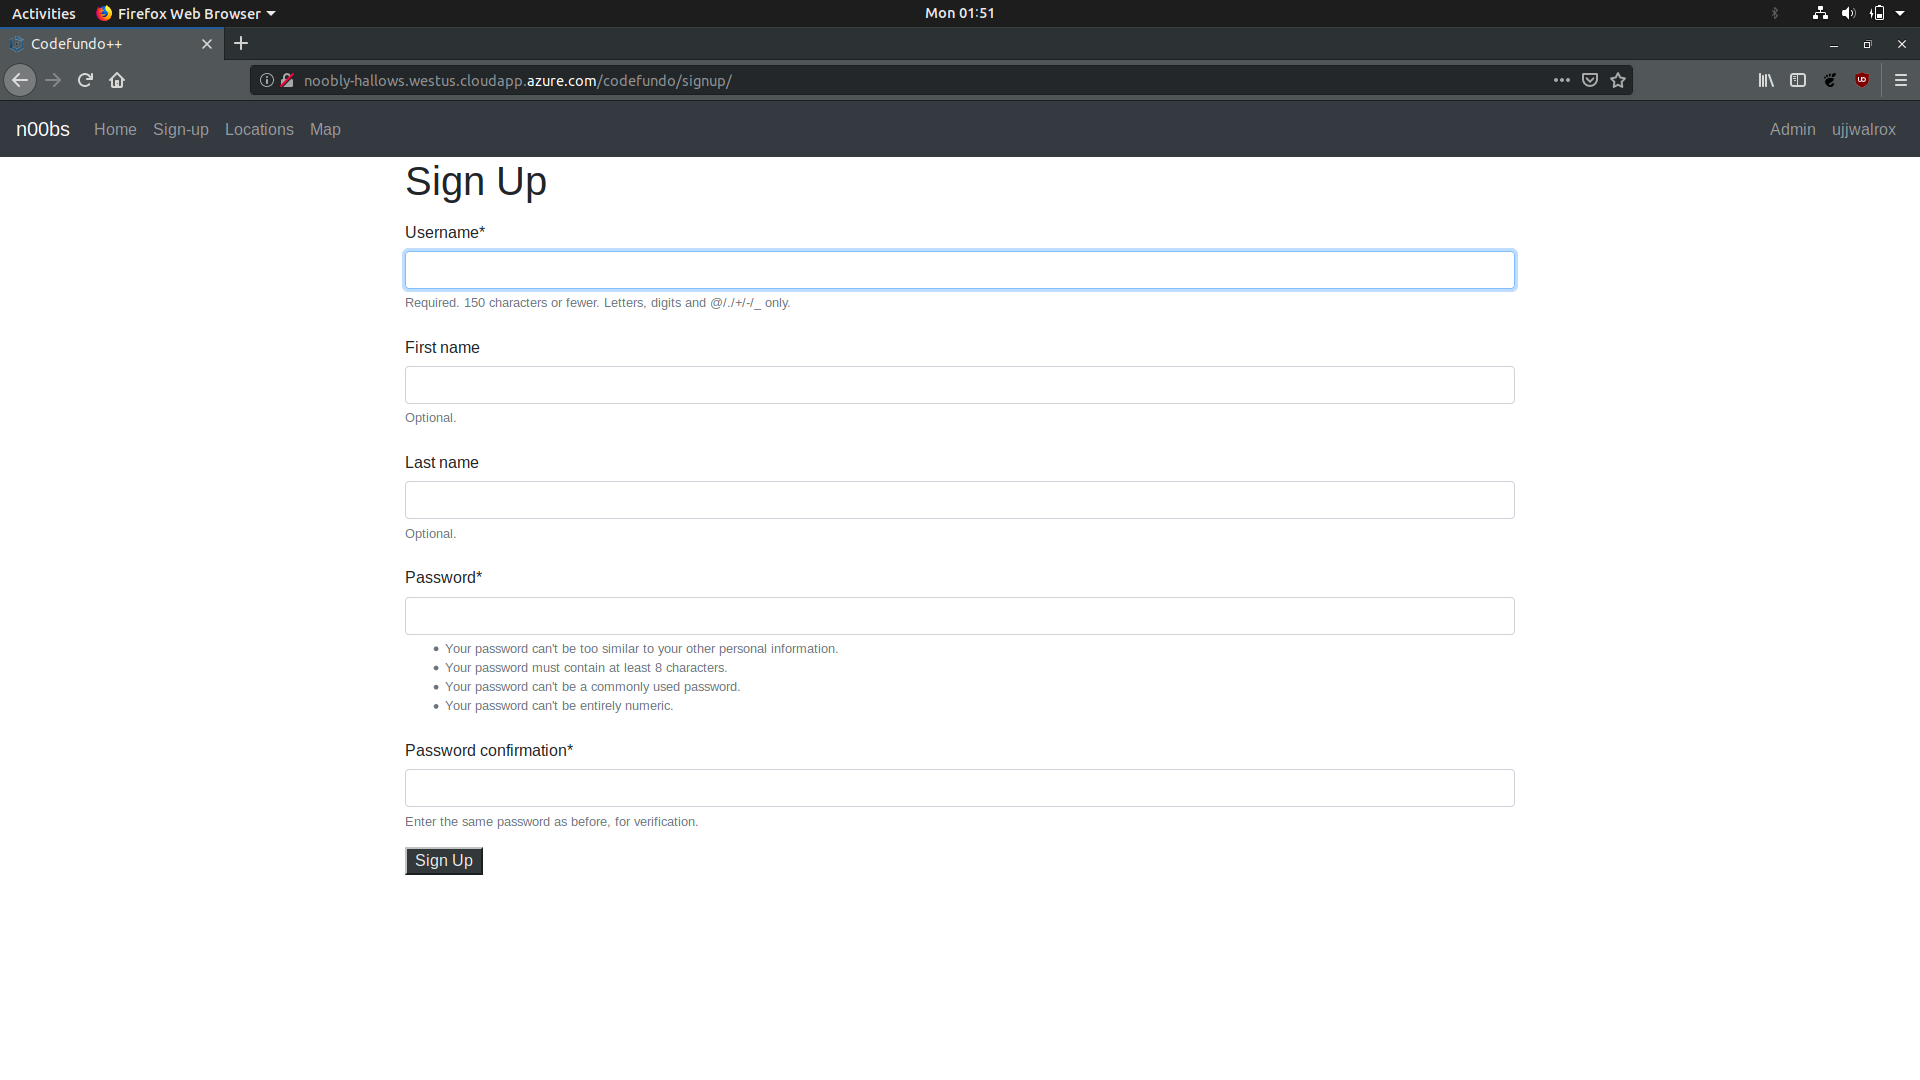 Activities Firefox Web Browser Mon 01:51
Codefundo++
noobly-hallows.westus.cloudapp.azure.com/codefundo/signup/
n00bs Home Sign-up Locations Map Admin ujjwalrox
Sign Up
Username*
Required. 150 characters or fewer. Letters, digits and @/./+/-/_ only.
First name
Optional.
Last name
Optional.
Password*
Your password can't be too similar to your other personal information.
Your password must contain at least 8 characters.
Your password can't be a commonly used password.
Your password can't be entirely numeric.
Password confirmation*
Enter the same password as before, for verification.
Sign Up